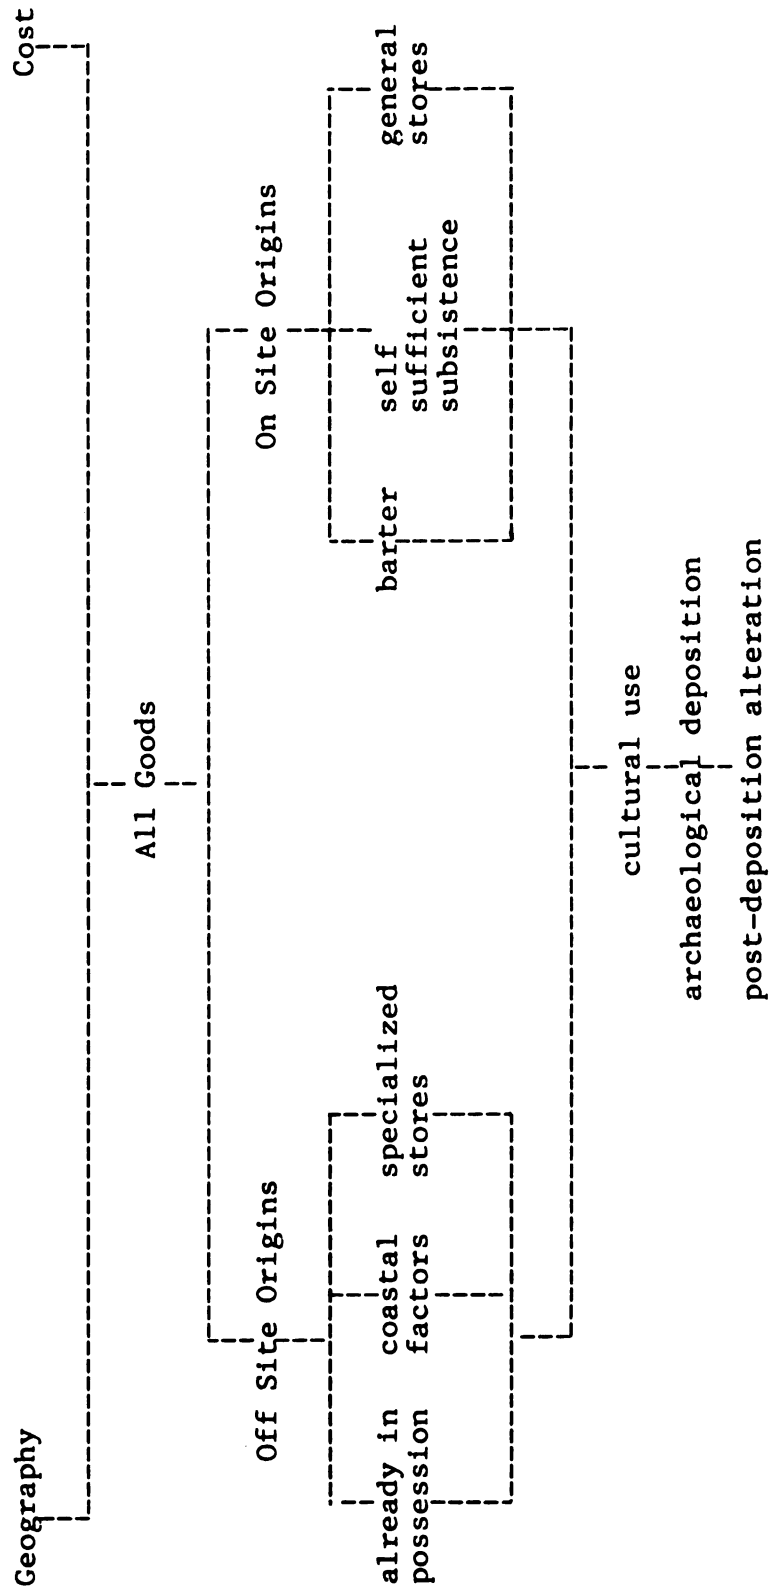 Geography
Cost
All Goods
Off Site Origins
On Site Origins
already in
possession
coastal
factors
specialized
stores
barter
self
sufficient
subsistence
general
stores
cultural use
archaeological deposition
post-deposition alteration